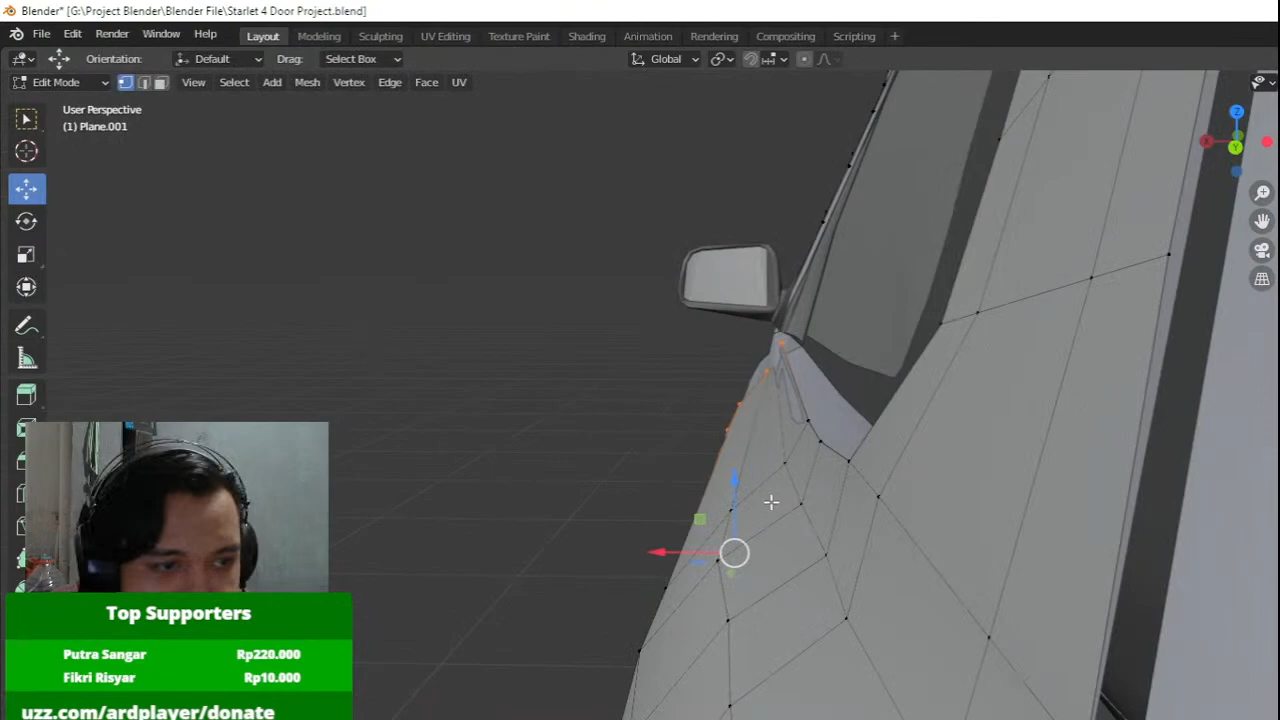 Blender* [G:\Project Blender\Blender File\Starlet 4 Door Project.blend]
File Edit Render Window Help Layout Modeling Sculpting UV Editing Texture Paint Shading Animation Rendering Compositing Scripting +
Orientation: Default Drag: Select Box Global
Edit Mode View Select Add Mesh Vertex Edge Face UV
User Perspective
(1) Plane.001
Z
X
Y
Top Supporters
Putra Sangar Rp220.000
Fikri Risyar Rp10.000
uzz.com/ardplayer/donate